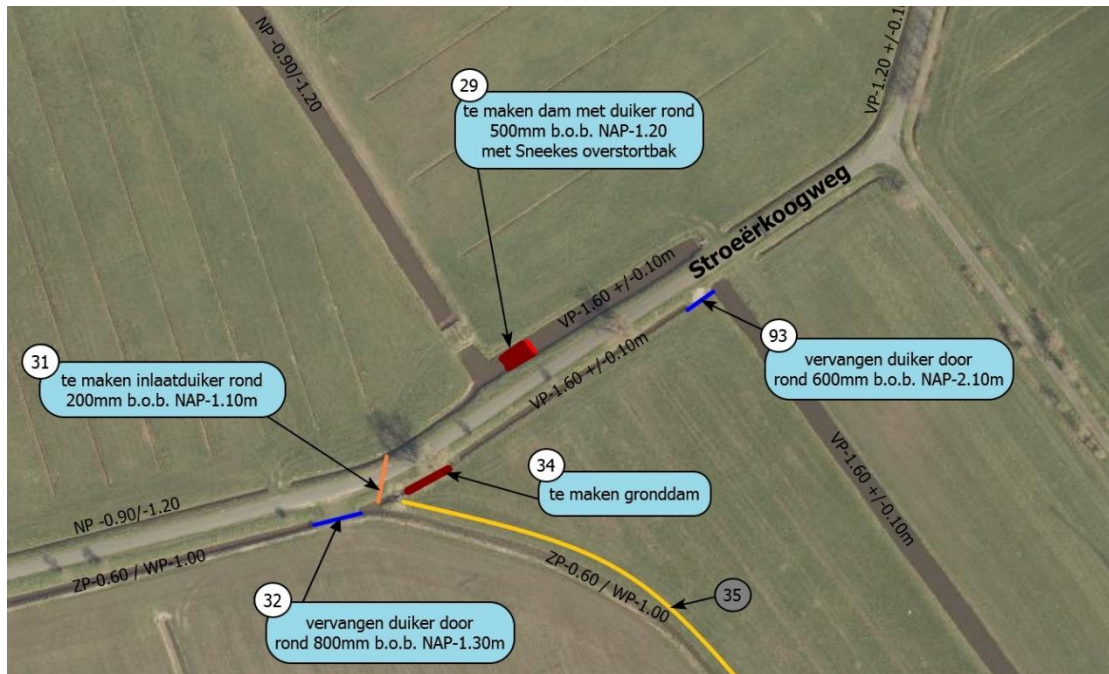 NP -0.90/-1.20
VP-1.20 +/-0.10
29
te maken dam met duiker rond
500mm b.o.b. NAP-1.20
met Sneekes overstortbak
Stroeërkoogweg
VP-1.60 +/-0.10m
VP-1.60 +/-0.10m
93
vervangen duiker door
rond 600mm b.o.b. NAP-2.10m
31
te maken inlaatduiker rond
200mm b.o.b. NAP-1.10m
34
te maken gronddam
VP-1.60 +/-0.10m
NP -0.90/-1.20
ZP-0.60 / WP-1.00
ZP-0.60 / WP-1.00
35
32
vervangen duiker door
rond 800mm b.o.b. NAP-1.30m